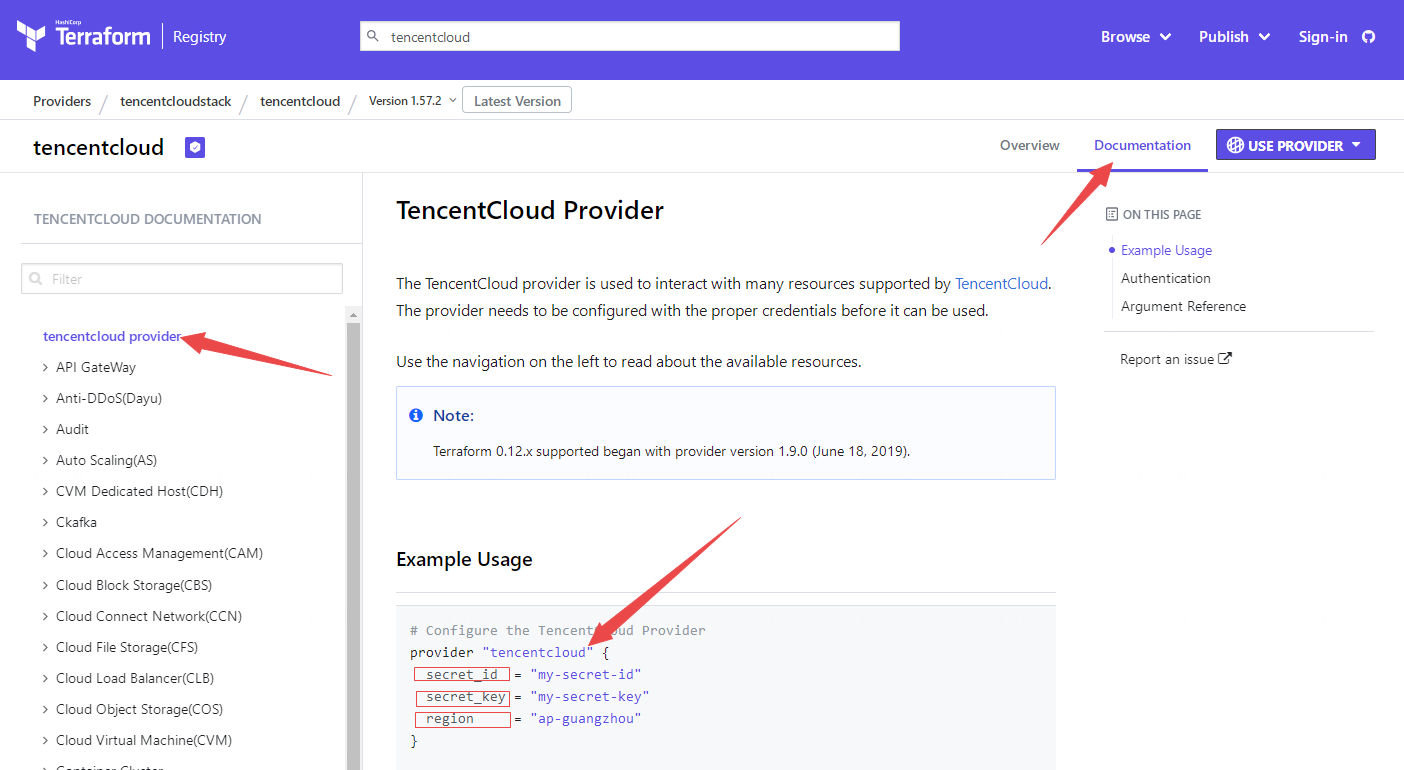 HashiCorp
Terraform
Registry
tencentcloud
Browse
Publish
Sign-in
Providers / tencentcloudstack / tencentcloud / Version 1.57.2
Latest Version
tencentcloud
Overview
Documentation
USE PROVIDER
TENCENTCLOUD DOCUMENTATION
Filter
tencentcloud provider
API GateWay
Anti-DDoS(Dayu)
Audit
Auto Scaling(AS)
CVM Dedicated Host(CDH)
Ckafka
Cloud Access Management(CAM)
Cloud Block Storage(CBS)
Cloud Connect Network(CCN)
Cloud File Storage(CFS)
Cloud Load Balancer(CLB)
Cloud Object Storage(COS)
Cloud Virtual Machine(CVM)
Container Cluster
TencentCloud Provider
The TencentCloud provider is used to interact with many resources supported by TencentCloud.
The provider needs to be configured with the proper credentials before it can be used.
Use the navigation on the left to read about the available resources.
Note:
Terraform 0.12.x supported began with provider version 1.9.0 (June 18, 2019).
Example Usage
# Configure the TencentCloud Provider
provider "tencentcloud" {
secret_id = "my-secret-id"
secret_key = "my-secret-key"
region = "ap-guangzhou"
}
ON THIS PAGE
Example Usage
Authentication
Argument Reference
Report an issue